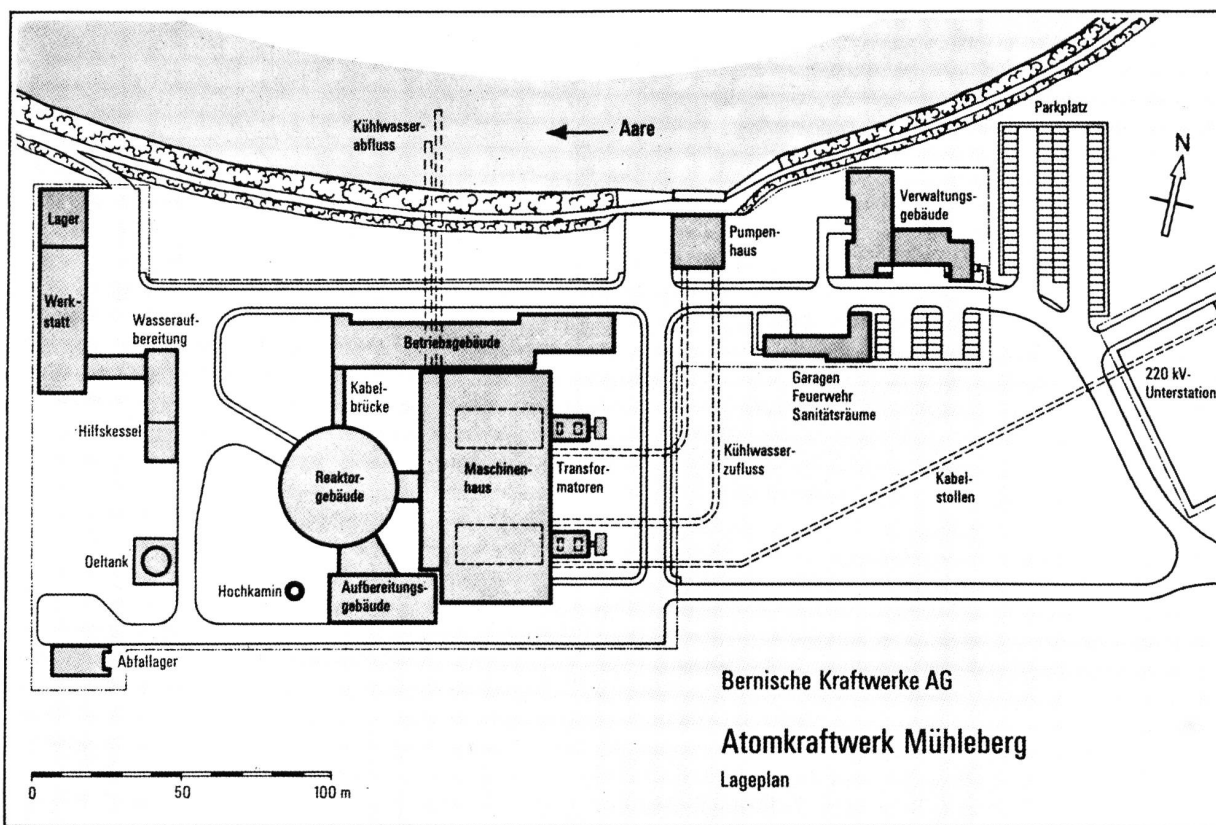 Parkplatz
Kühlwasser-
abfluss
Aare
N
Lager
Verwaltungs-
gebäude
Pumpen-
haus
Werk-
statt
Wasserauf-
bereitung
Betriebsgebäude
Kabel-
brücke
Garagen
Feuerwehr
Sanitätsräume
220 kV-
Unterstation
Hilfskessel
Reaktor-
gebäude
Maschinen-
haus
Transfor-
matoren
Kühlwasser-
zufluss
Kabel-
stollen
Oeltank
Hochkamin
Aufbereitungs-
gebäude
Abfallager
Bernische Kraftwerke AG
Atomkraftwerk Mühleberg
Lageplan
0 50 100 m